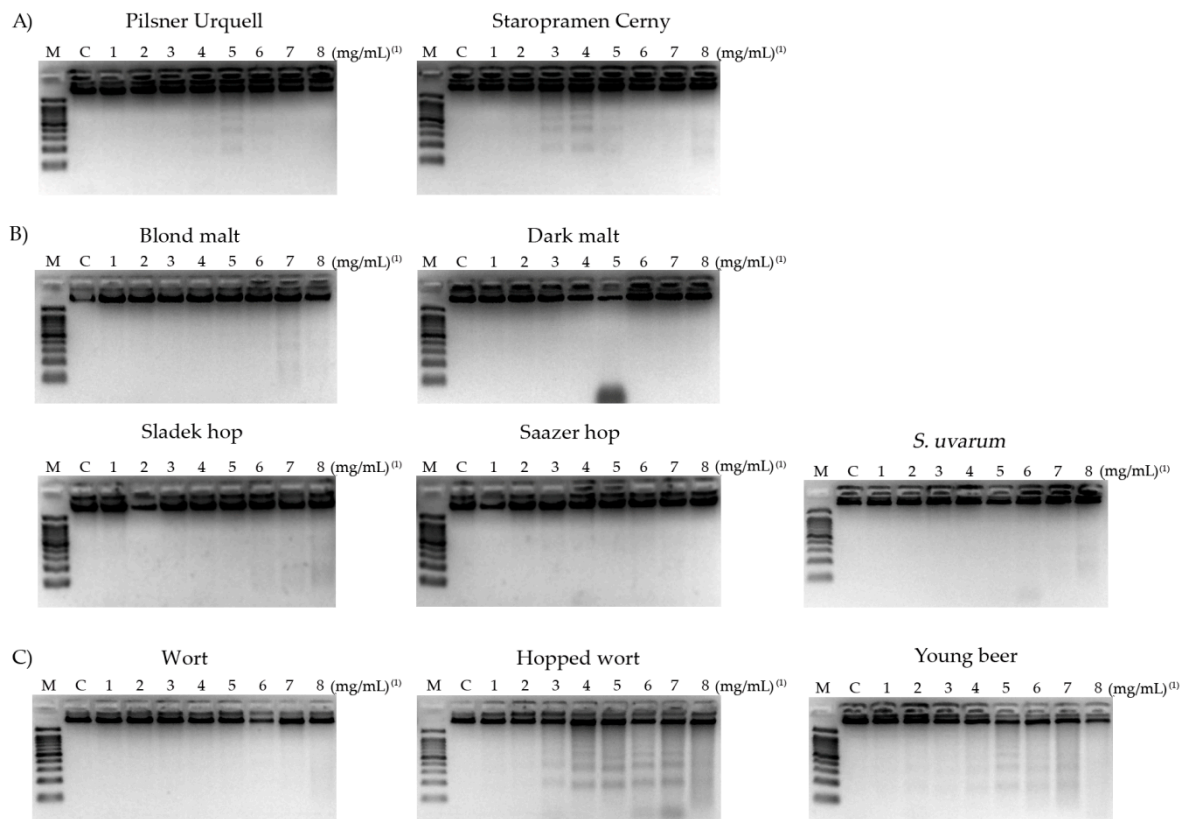 A) Pilsner Urquell Staropramen Cerny
M C 1 2 3 4 5 6 7 8 (mg/mL)(1) M C 1 2 3 4 5 6 7 8 (mg/mL)(1)
B) Blond malt Dark malt
M C 1 2 3 4 5 6 7 8 (mg/mL)(1) M C 1 2 3 4 5 6 7 8 (mg/mL)(1)
Sladek hop Saazer hop S. uvarum
M C 1 2 3 4 5 6 7 8 (mg/mL)(1) M C 1 2 3 4 5 6 7 8 (mg/mL)(1) M C 1 2 3 4 5 6 7 8 (mg/mL)(1)
C) Wort Hopped wort Young beer
M C 1 2 3 4 5 6 7 8 (mg/mL)(1) M C 1 2 3 4 5 6 7 8 (mg/mL)(1) M C 1 2 3 4 5 6 7 8 (mg/mL)(1)